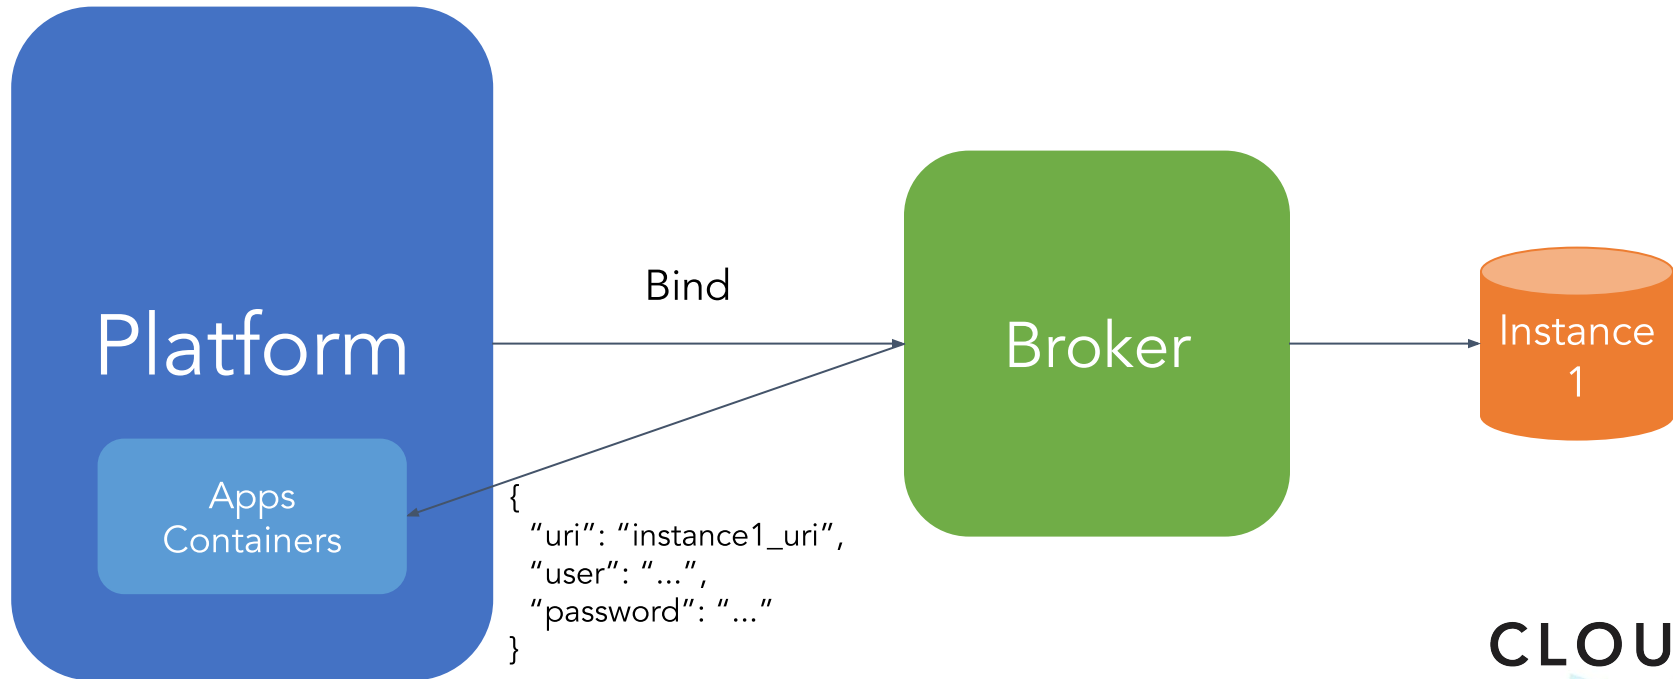 Platform
Apps
Containers
Bind
{
“uri”: “instance1_uri”,
“user”: “...”,
“password”: “...”
}
Broker
Instance
1
CLOU